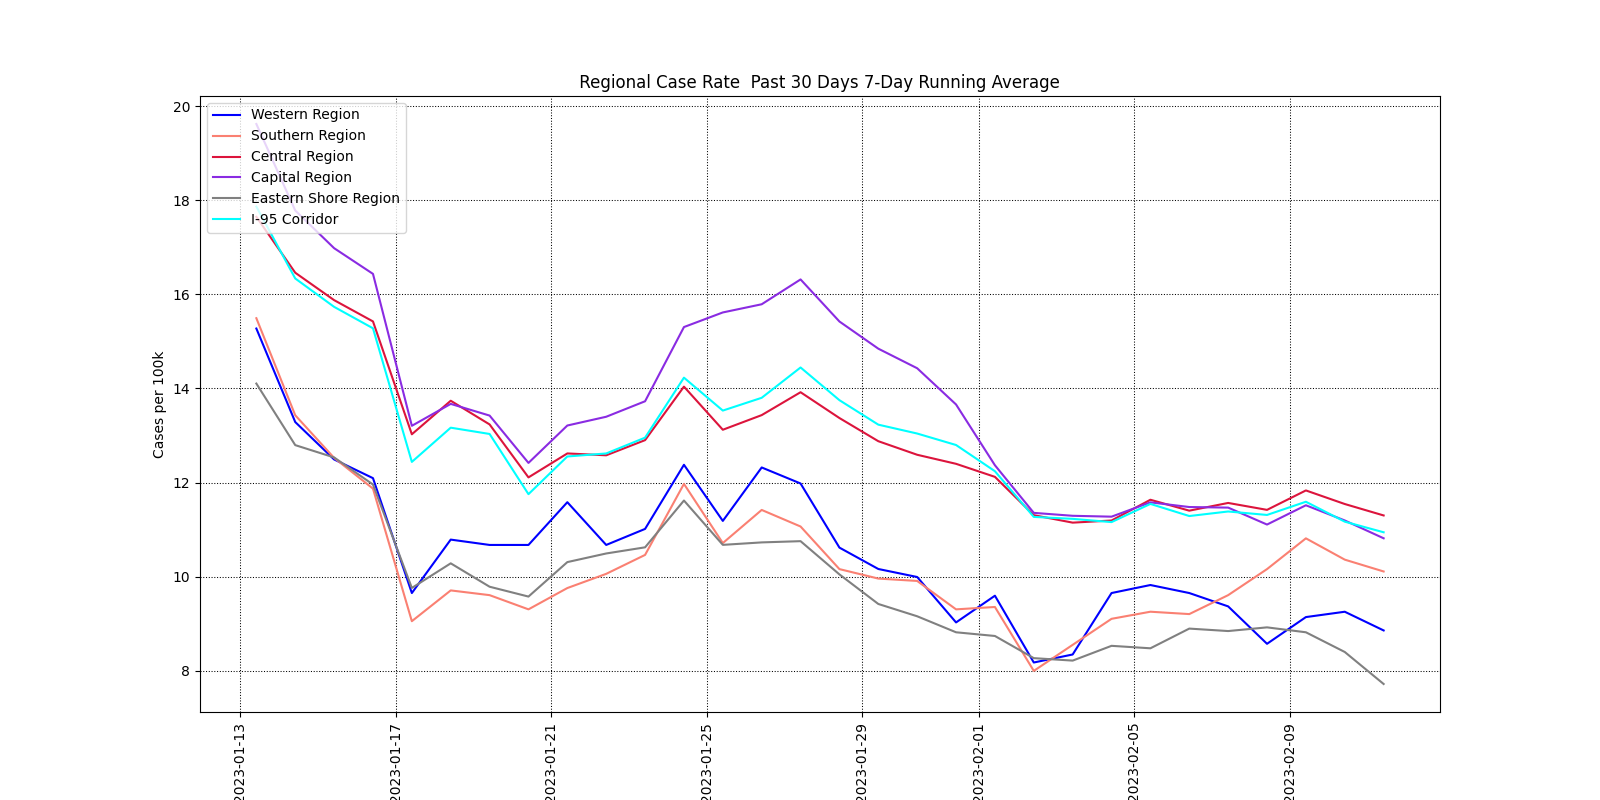 Regional Case Rate  Past 30 Days 7-Day Running Average
Cases per 100k
20
18
16
14
12
10
8
Western Region
Southern Region
Central Region
Capital Region
Eastern Shore Region
I-95 Corridor
2023-01-13
2023-01-17
2023-01-21
2023-01-25
2023-01-29
2023-02-01
2023-02-05
2023-02-09